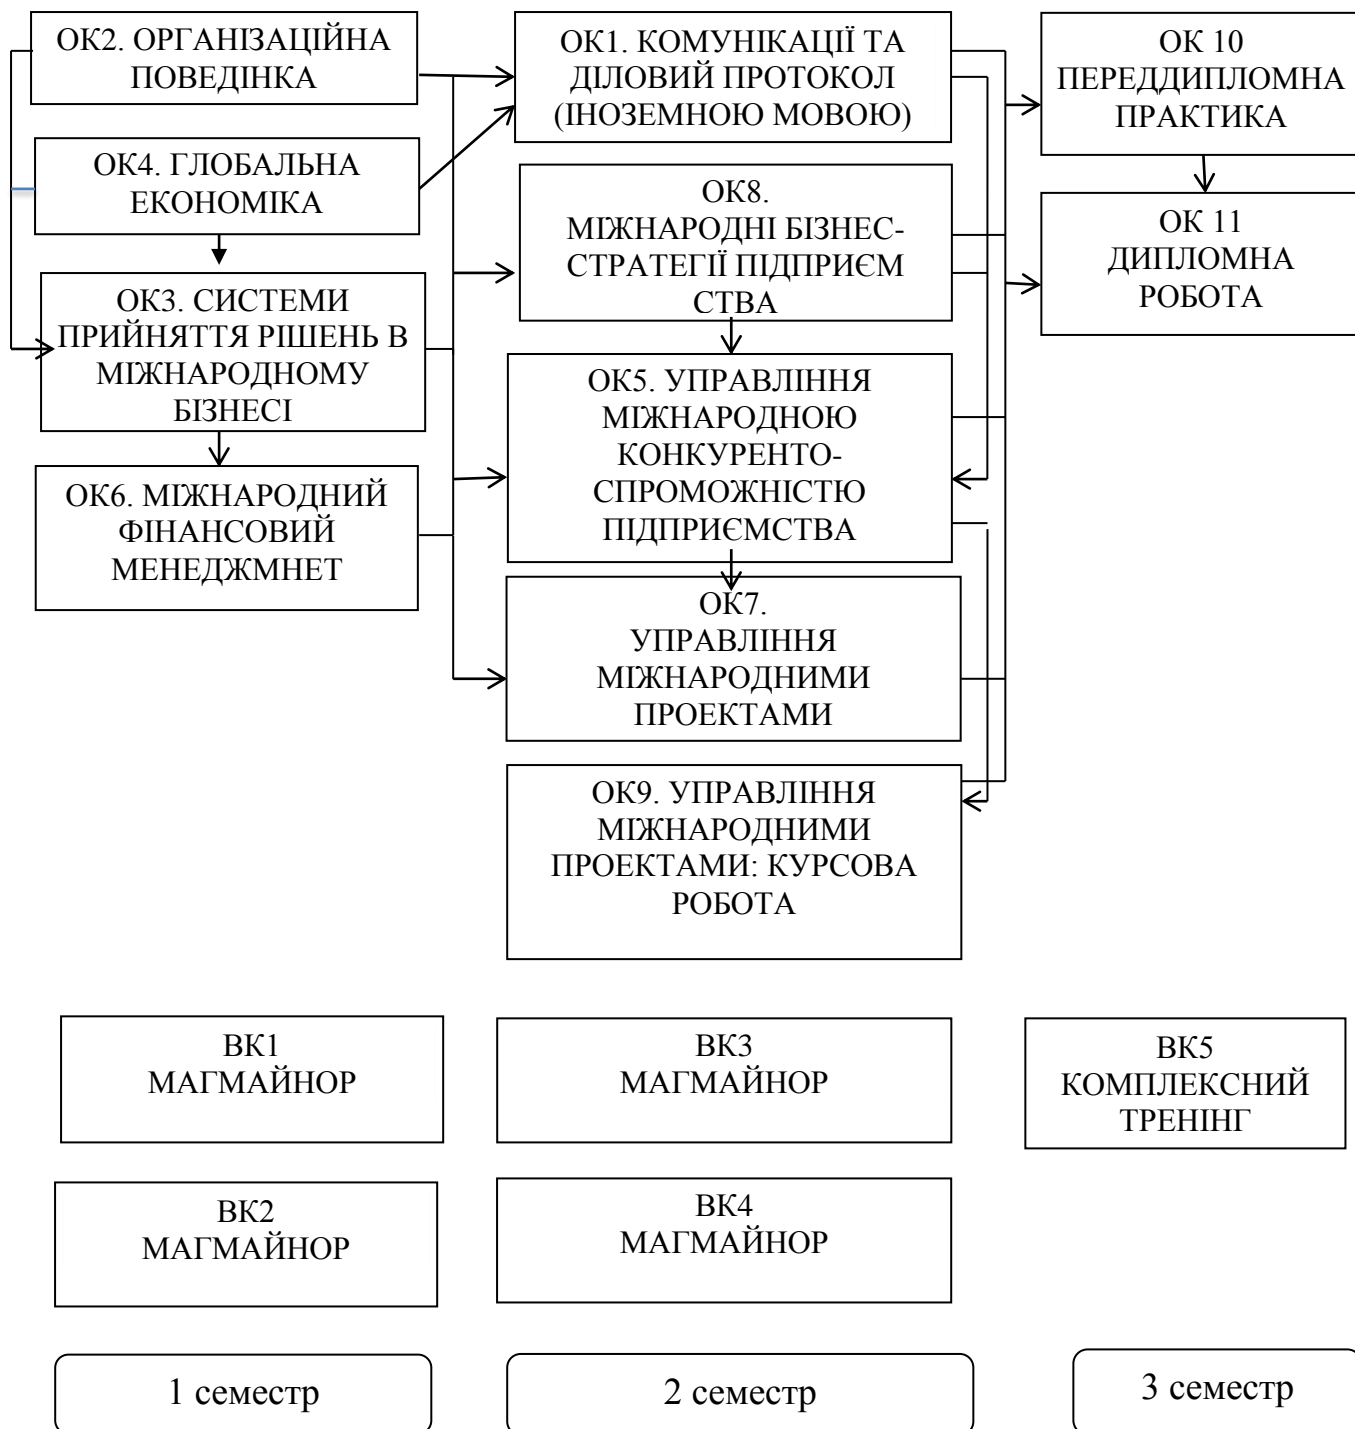 ОК2. ОРГАНІЗАЦІЙНА
ПОВЕДІНКА
ОК4. ГЛОБАЛЬНА
ЕКОНОМІКА
ОК3. СИСТЕМИ
ПРИЙНЯТТЯ РІШЕНЬ В
МІЖНАРОДНОМУ
БІЗНЕСІ
ОК6. МІЖНАРОДНИЙ
ФІНАНСОВИЙ
МЕНЕДЖМНЕТ
ОК1. КОМУНІКАЦІЇ ТА
ДІЛОВИЙ ПРОТОКОЛ
(ІНОЗЕМНОЮ МОВОЮ)
ОК8.
МІЖНАРОДНІ БІЗНЕС-
СТРАТЕГІЇ ПІДПРИЄМ
СТВА
ОК5. УПРАВЛІННЯ
МІЖНАРОДНОЮ
КОНКУРЕНТО-
СПРОМОЖНІСТЮ
ПІДПРИЄМСТВА
ОК7.
УПРАВЛІННЯ
МІЖНАРОДНИМИ
ПРОЕКТАМИ
ОК9. УПРАВЛІННЯ
МІЖНАРОДНИМИ
ПРОЕКТАМИ: КУРСОВА
РОБОТА
ОК 10
ПЕРЕДДИПЛОМНА
ПРАКТИКА
ОК 11
ДИПЛОМНА
РОБОТА
ВК1
МАГМАЙНОР
ВК3
МАГМАЙНОР
ВК5
КОМПЛЕКСНИЙ
ТРЕНІНГ
ВК2
МАГМАЙНОР
ВК4
МАГМАЙНОР
1 семестр
2 семестр
3 семестр